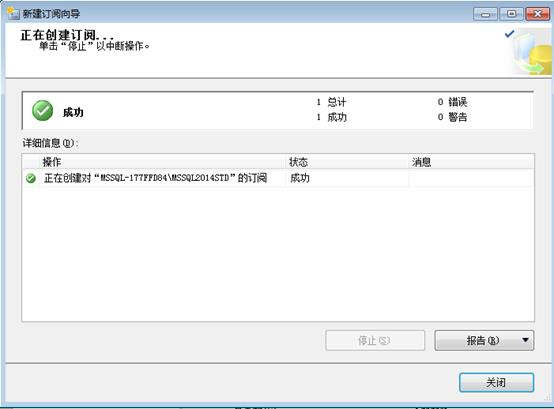 新建订阅向导
正在创建订阅...
单击“停止”以中断操作。
成功
1 总计
0 错误
1 成功
0 警告
详细信息(D):
操作 状态 消息
正在创建对“MSSQL-177FFD84\MSSQL2014STD”的订阅 成功
停止(S) 报告(R)
关闭